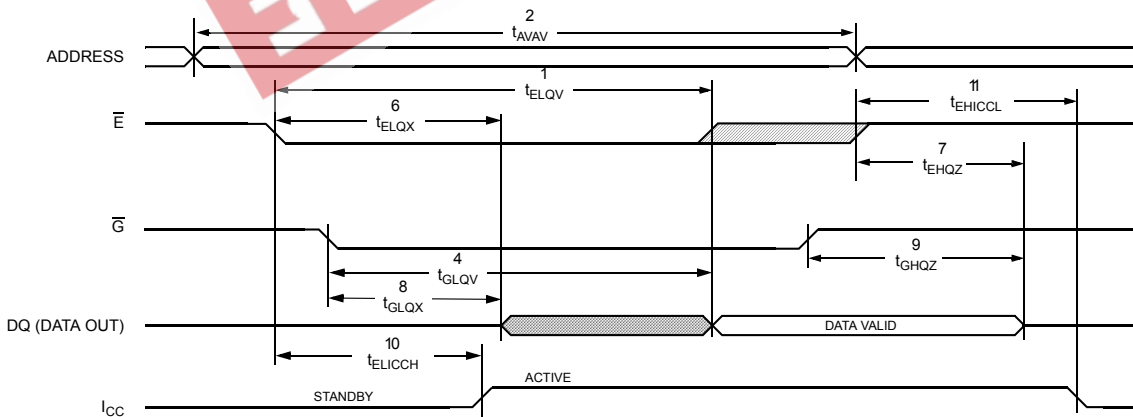 2
tAVAV
ADDRESS
1
tELQV
11
tEHICCL
6
tELQX
E
7
tEHQZ
G
9
tGHQZ
4
tGLQV
8
tGLQX
DQ (DATA OUT)
DATA VALID
10
tELICCH
ACTIVE
STANDBY
ICC